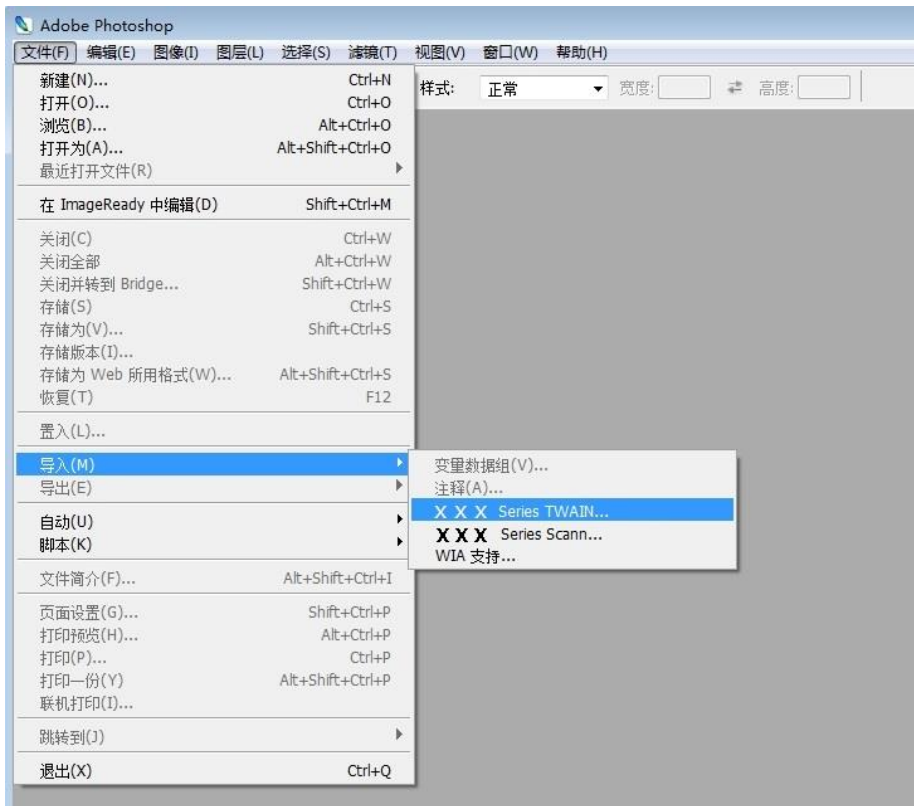 Adobe Photoshop
文件(F) 编辑(E) 图像(I) 图层(L) 选择(S) 滤镜(T) 视图(V) 窗口(W) 帮助(H)
样式: 正常 宽度: 高度:
新建(N)... Ctrl+N
打开(O)... Ctrl+O
浏览(B)... Alt+Ctrl+O
打开为(A)... Alt+Shift+Ctrl+O
最近打开文件(R)
在 ImageReady 中编辑(D) Shift+Ctrl+M
关闭(C) Ctrl+W
关闭全部 Alt+Ctrl+W
关闭并转到 Bridge... Shift+Ctrl+W
存储(S) Ctrl+S
存储为(V)... Shift+Ctrl+S
存储版本(I)...
存储为 Web 所用格式(W)... Alt+Shift+Ctrl+S
恢复(T) F12
置入(L)...
导入(M)
导出(E)
变量数据组(V)...
注释(A)...
X X X Series TWAIN...
X X X Series Scann...
WIA 支持...
自动(U)
脚本(K)
文件简介(F)... Alt+Shift+Ctrl+I
页面设置(G)... Shift+Ctrl+P
打印预览(H)... Alt+Ctrl+P
打印(P)... Ctrl+P
打印一份(Y) Alt+Shift+Ctrl+P
联机打印(I)...
跳转到(J)
退出(X) Ctrl+Q